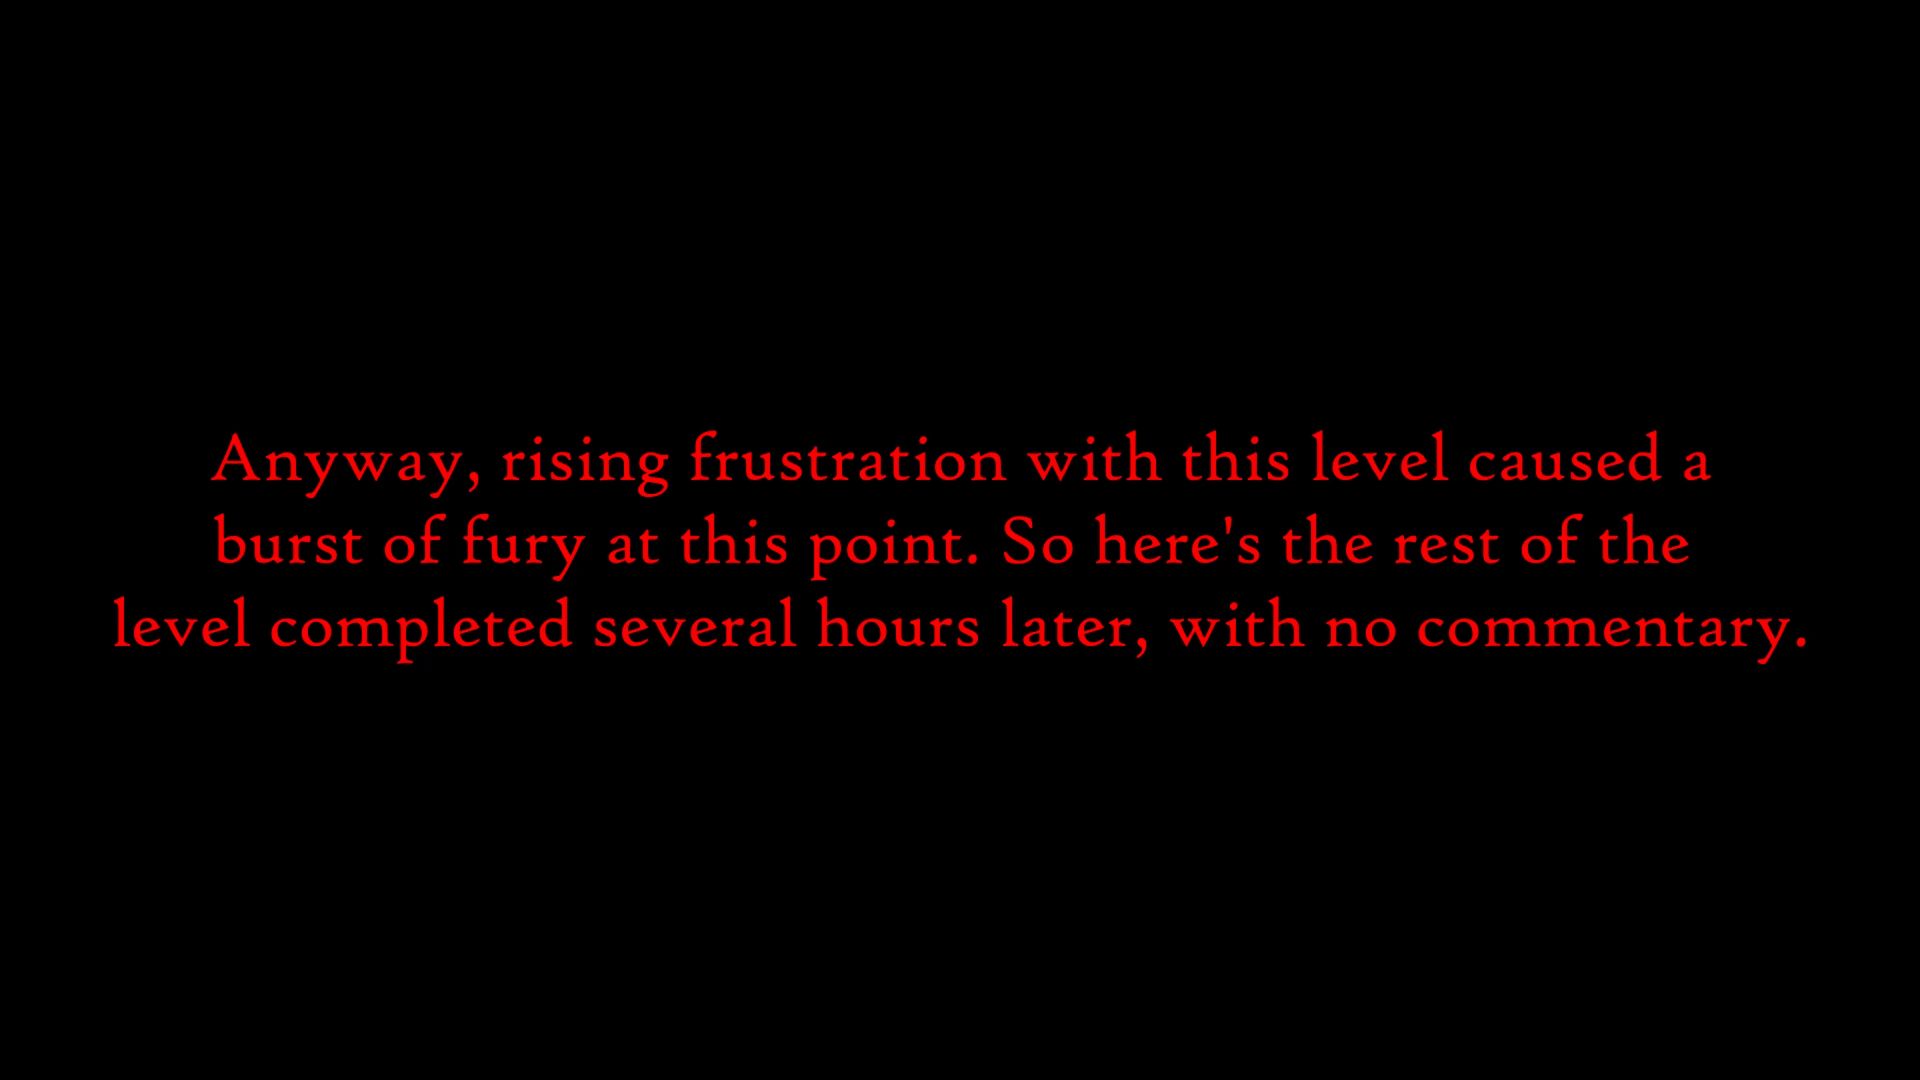 Anyway, rising frustration with this level caused a
burst of fury at this point. So here's the rest of the
level completed several hours later, with no commentary.